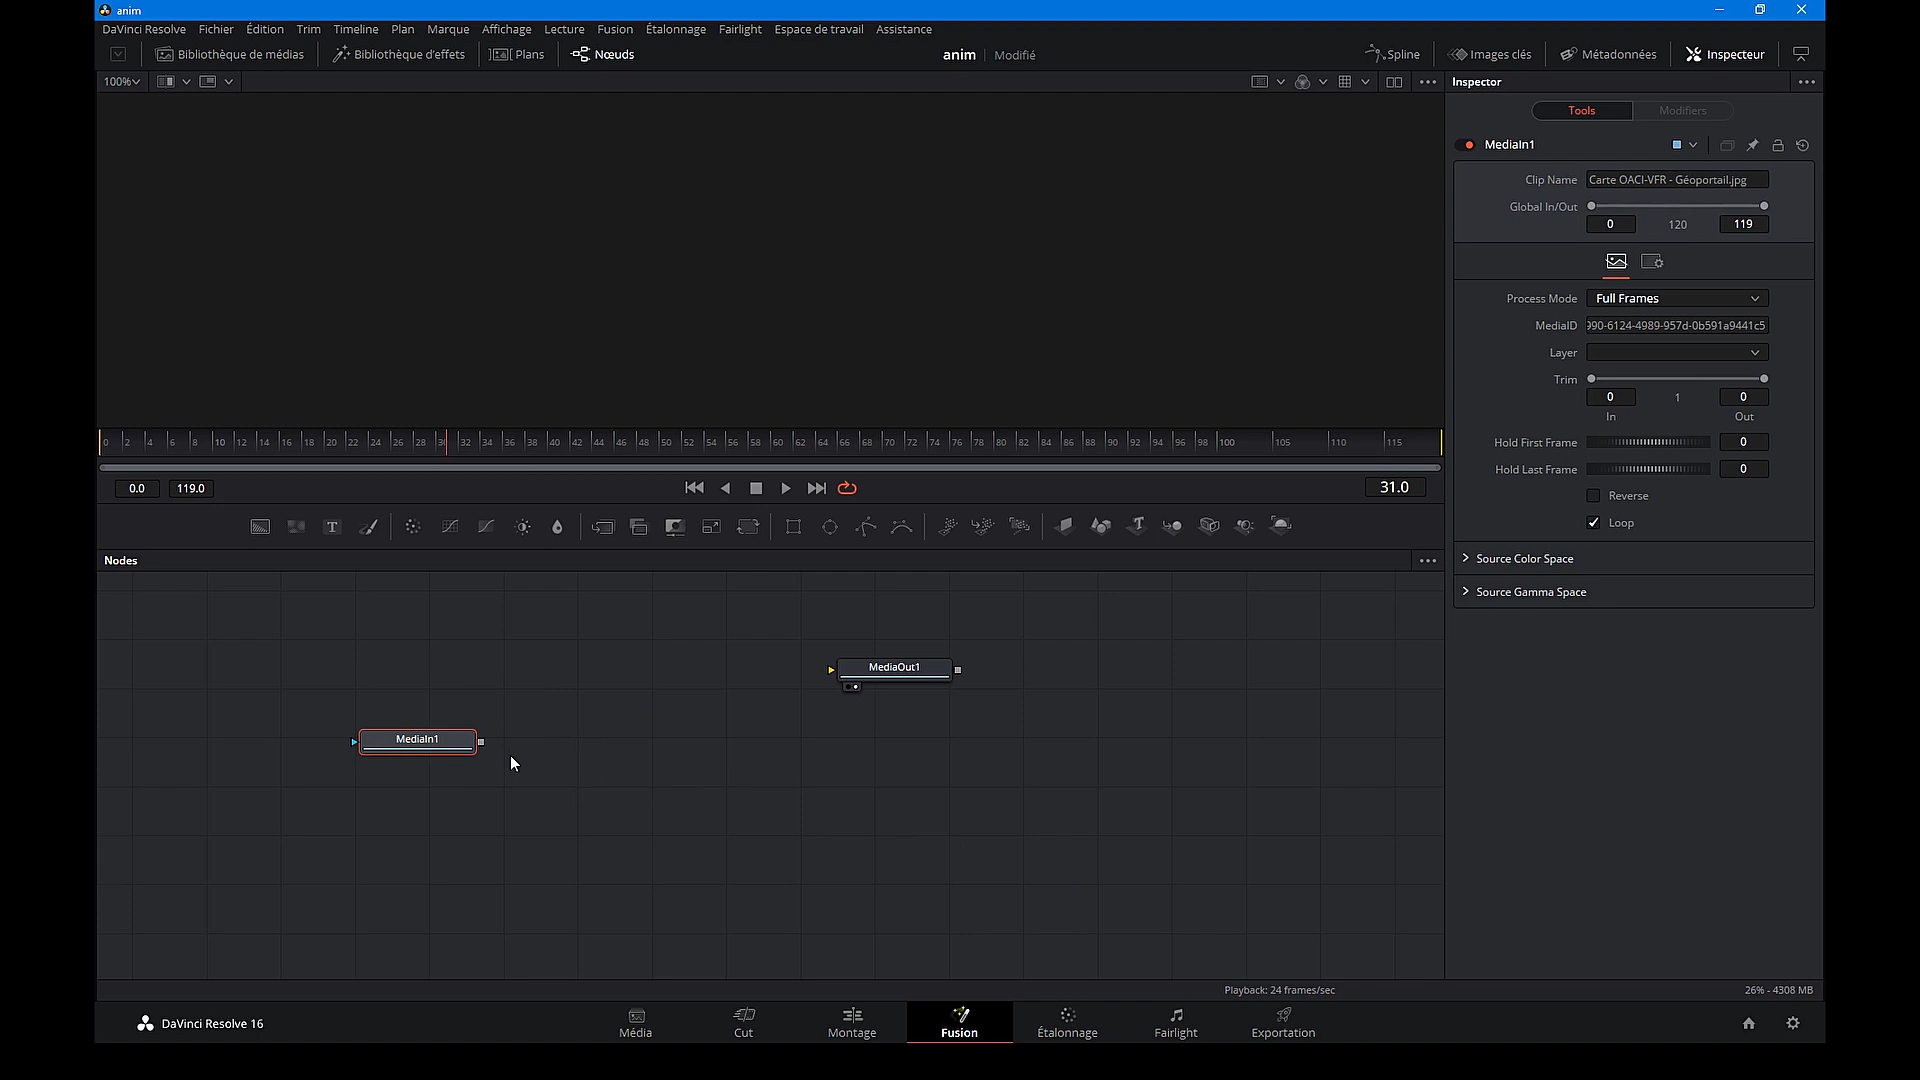 anim
DaVinci Resolve Fichier Édition Trim Timeline Plan Marque Affichage Lecture Fusion Étalonnage Fairlight Espace de travail Assistance
Bibliothèque de médias Bibliothèque d'effets Plans Nœuds anim Modifié Spline Images clés Métadonnées Inspecteur
100% Inspector
Tools Modifiers
MediaIn1
Clip Name Carte OACI-VFR - Géoportail.jpg
Global In/Out
0 120 119
Process Mode Full Frames
MediaID 990-6124-4989-957d-0b591a9441c5
Layer
Trim
0 1 0
In Out
Hold First Frame 0
Hold Last Frame 0
Reverse
Loop
Source Color Space
Source Gamma Space
0 2 4 6 8 10 12 14 16 18 20 22 24 26 28 30 32 34 36 38 40 42 44 46 48 50 52 54 56 58 60 62 64 66 68 70 72 74 76 78 80 82 84 86 88 90 92 94 96 98 100 105 110 115
0.0 119.0 31.0
T
Nodes
MediaOut1
MediaIn1
Playback: 24 frames/sec 26% - 4308 MB
DaVinci Resolve 16 Média Cut Montage Fusion Étalonnage Fairlight Exportation